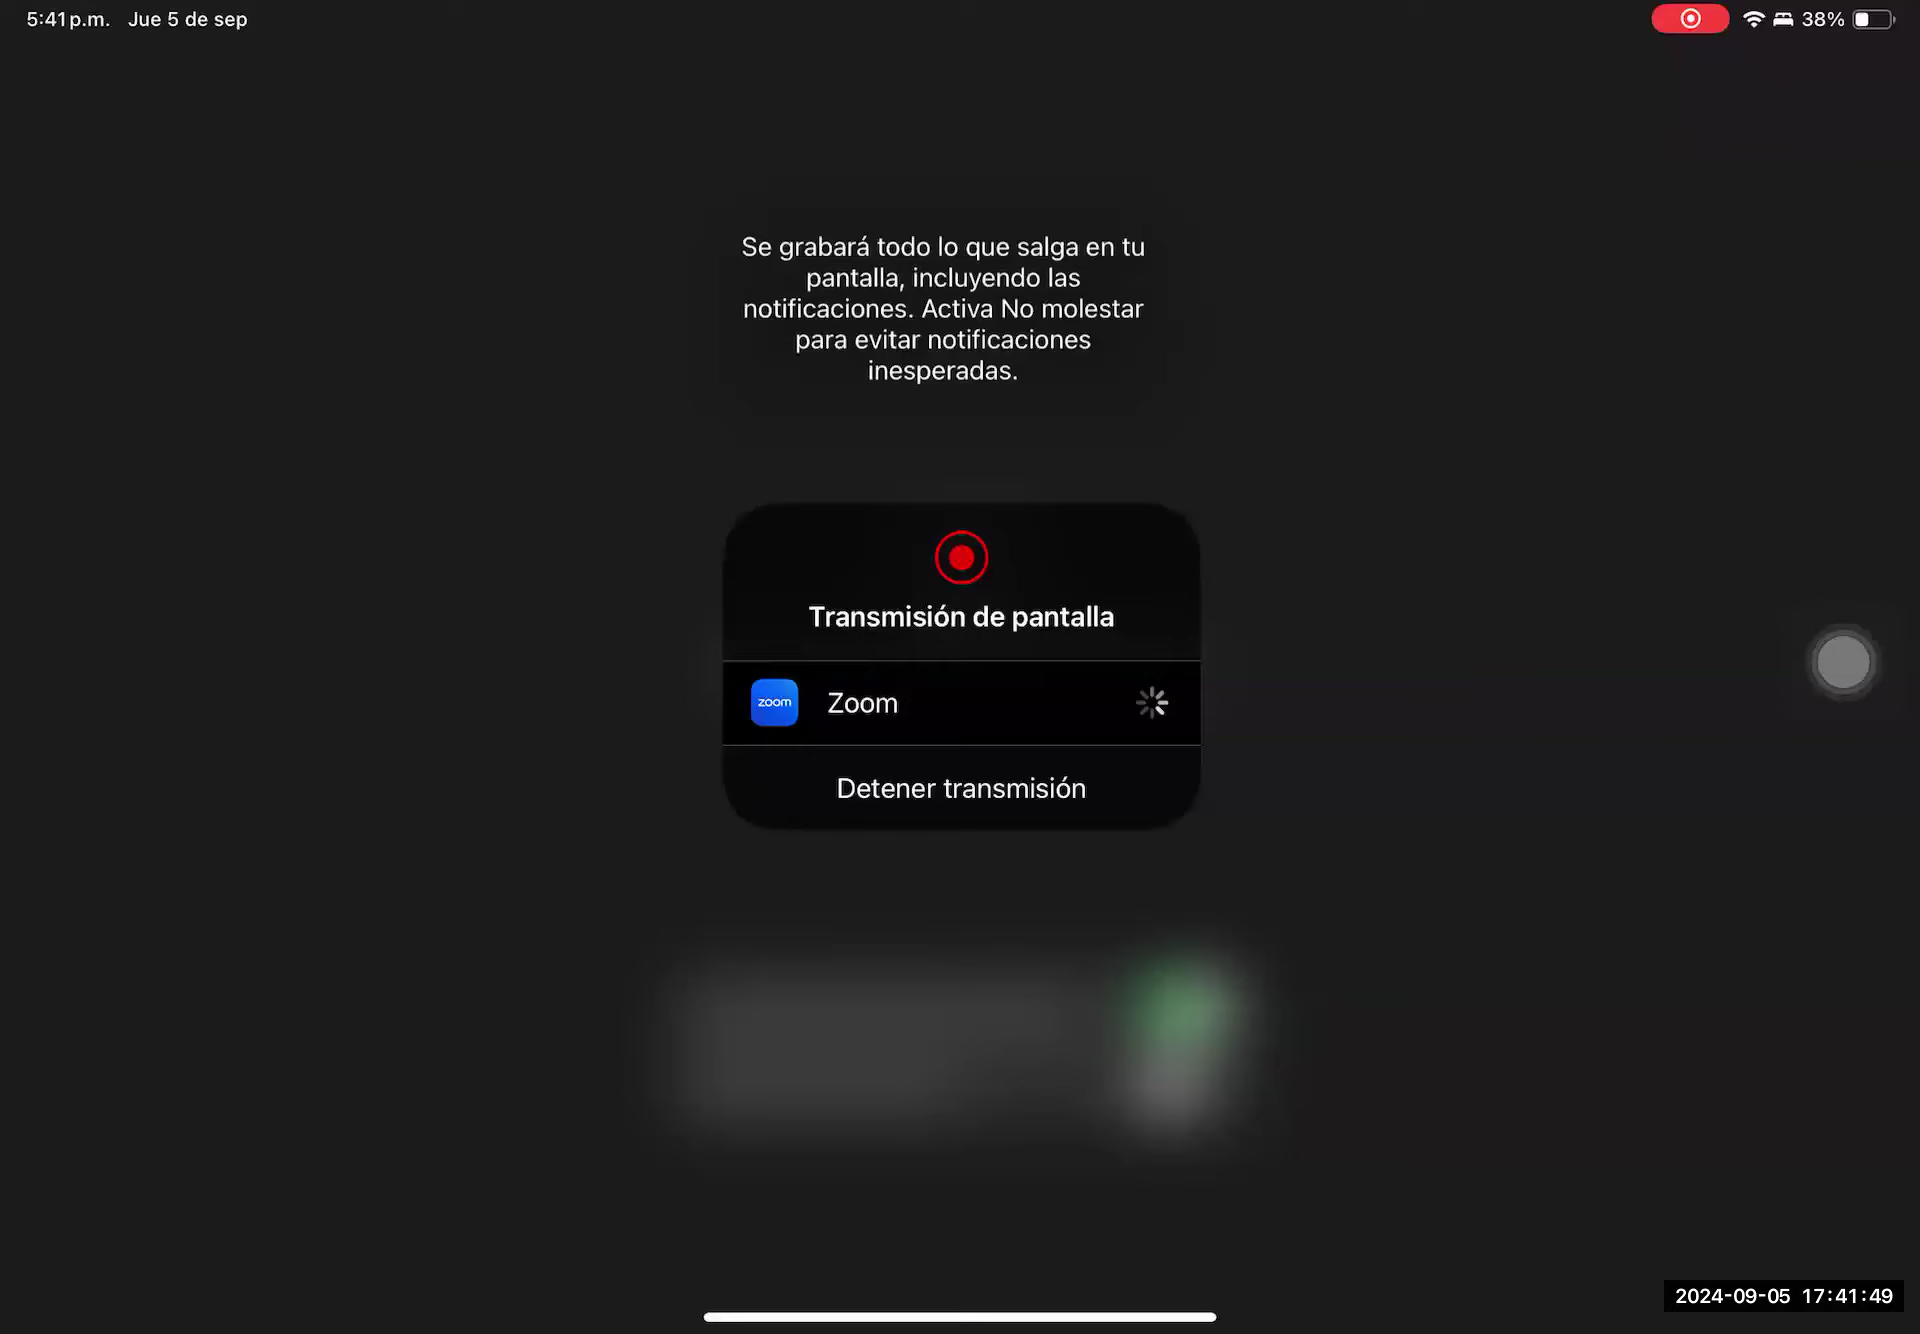 5:41 p.m. Jue 5 de sep
38%
Se grabará todo lo que salga en tu
pantalla, incluyendo las
notificaciones. Activa No molestar
para evitar notificaciones
inesperadas.
Transmisión de pantalla
zoom
Zoom
Detener transmisión
2024-09-05 17:41:49